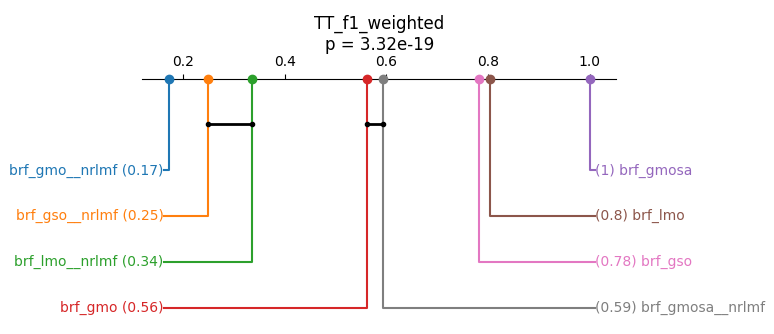 TT_f1_weighted
p = 3.32e-19
0.2 0.4 0.6 0.8 1.0
brf_gmo__nrlmf (0.17) (1) brf_gmosa
brf_gso__nrlmf (0.25) (0.8) brf_lmo
brf_lmo__nrlmf (0.34) (0.78) brf_gso
brf_gmo (0.56) (0.59) brf_gmosa__nrlmf